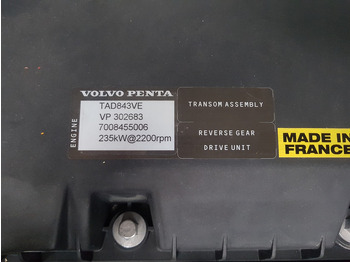 VOLVO PENTA
ENGINE
TAD843VE
VP 302683
7008455006
235kW@2200rpm
TRANSOM ASSEMBLY
REVERSE GEAR
DRIVE UNIT
MADE IN
FRANCE